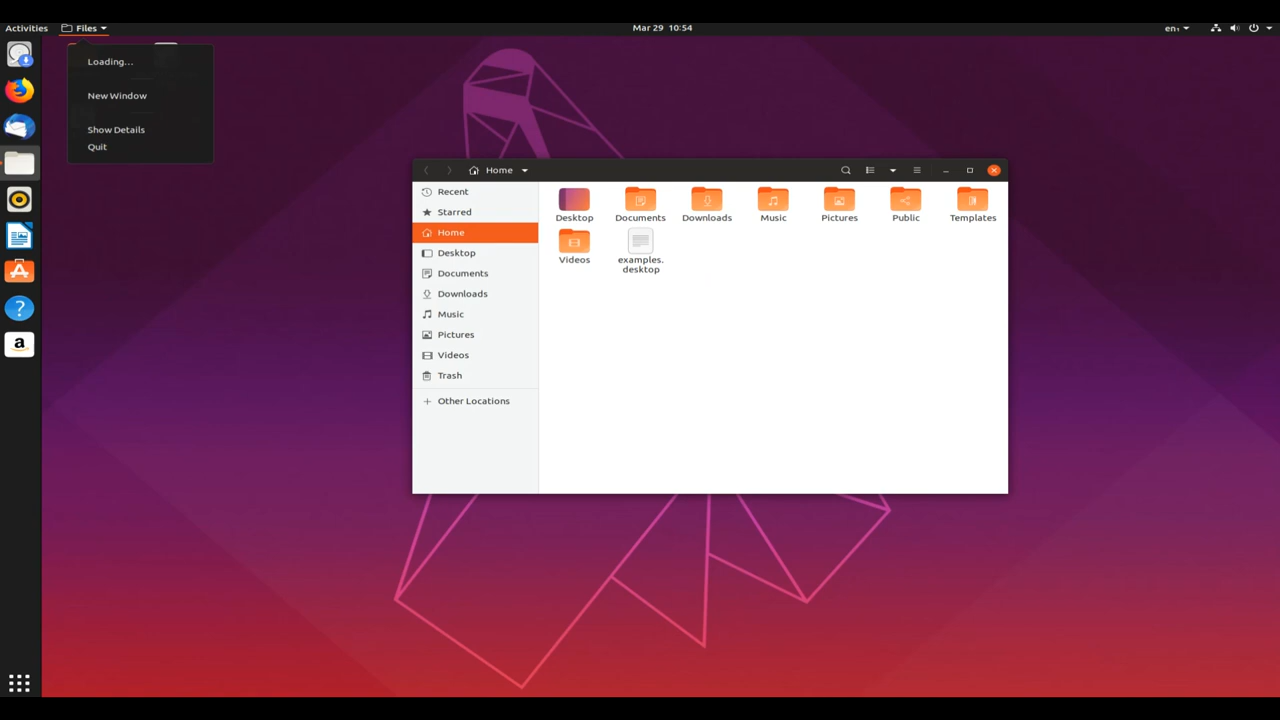 Activities
Files
Mar 29 10:54
en₁
Loading...
New Window
Show Details
Quit
Home
Recent
Starred
Home
Desktop
Documents
Downloads
Music
Pictures
Videos
Trash
Other Locations
Desktop
Documents
Downloads
Music
Pictures
Public
Templates
Videos
examples.
desktop
?
a